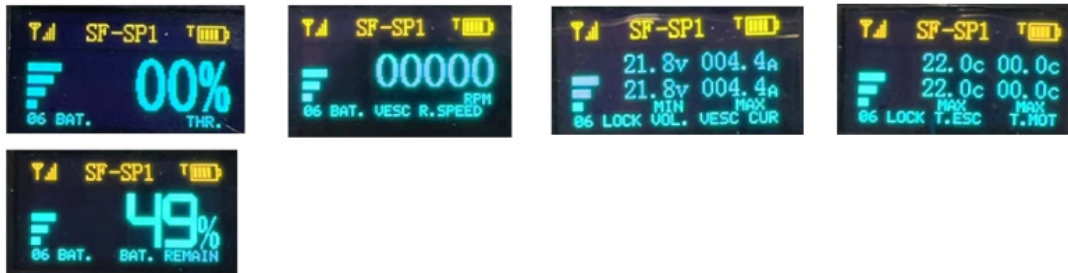 T SF-SP1 T
00%
06 BAT. THR.
SF-SP1 T
00000
RPM
06 BAT. VESC R.SPEED
SF-SP1 T
21.8v 004.4A
21.8v 004.4A
MIN MAX
06 LOCK VOL. VESC CUR
SF-SP1 T
22.0c 00.0c
22.0c 00.0c
MAX MAX
06 LOCK T.ESC T.MOT
SF-SP1 T
49%
06 BAT. BAT. REMAIN